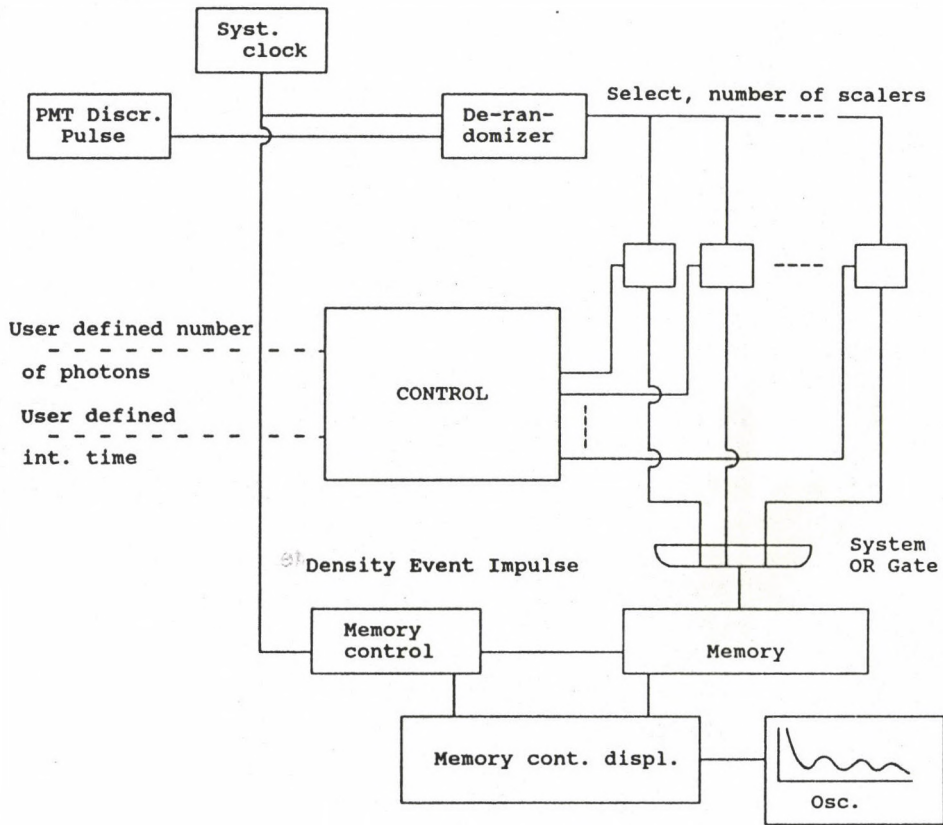 Syst.
clock
PMT Discr.
Pulse
De-ran-
domizer
Select, number of scalers
User defined number
of photons
CONTROL
User defined
int. time
System
OR Gate
Density Event Impulse
Memory
control
Memory
Memory cont. displ.
Osc.